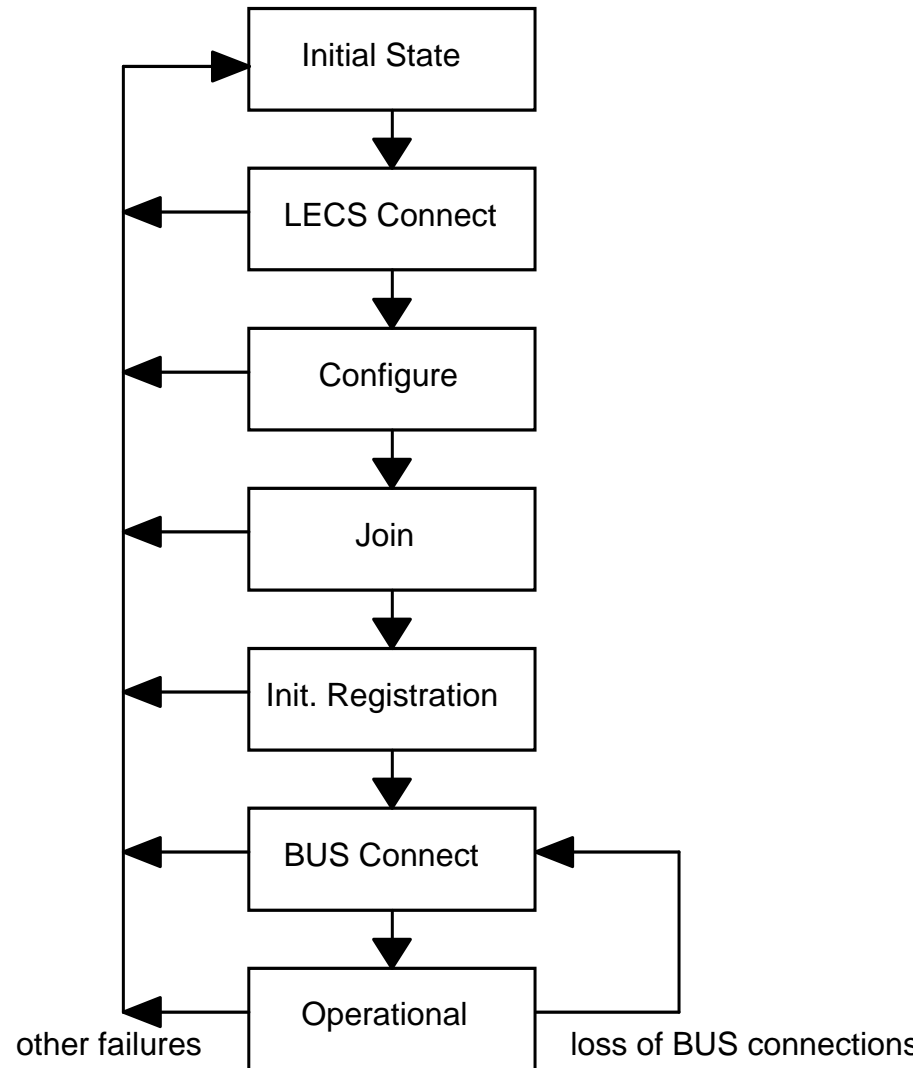 Initial State
LECS Connect
Configure
Join
Init. Registration
BUS Connect
Operational
other failures
loss of BUS connections